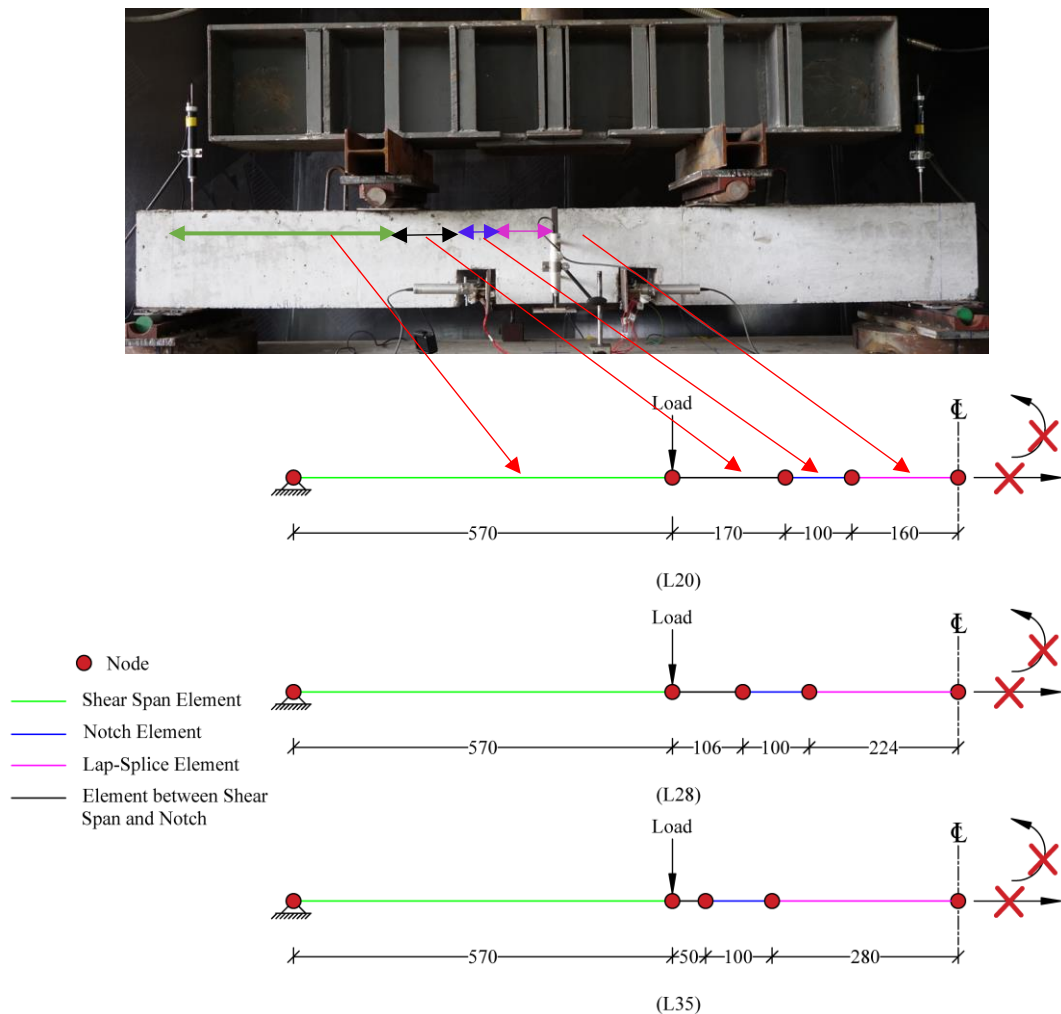 Load
℄
570
170
100
160
(L20)
Load
℄
Node
Shear Span Element
Notch Element
Lap-Splice Element
Element between Shear
Span and Notch
570
106
100
224
(L28)
Load
℄
570
50
100
280
(L35)